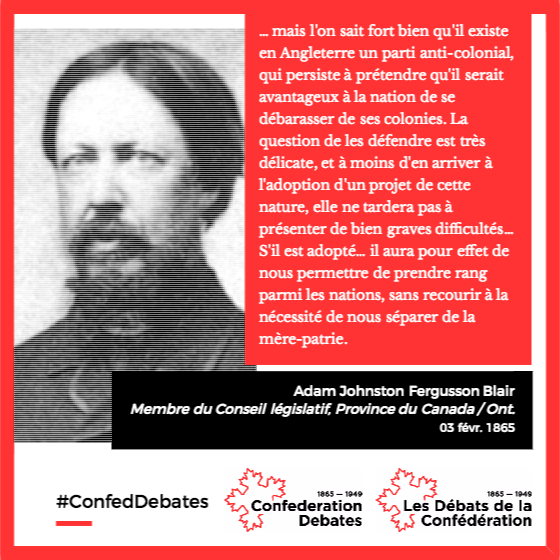 ... mais l'on sait fort bien qu'il existe
en Angleterre un parti anti-colonial,
qui persiste à prétendre qu'il serait
avantageux à la nation de se
débarasser de ses colonies. La
question de les défendre est très
délicate, et à moins d'en arriver à
l'adoption d'un projet de cette
nature, elle ne tardera pas à
présenter de bien graves difficultés...
S'il est adopté... il aura pour effet de
nous permettre de prendre rang
parmi les nations, sans recourir à la
nécessité de nous séparer de la
mère-patrie.
Adam Johnston Fergusson Blair
Membre du Conseil législatif, Province du Canada / Ont.
03 févr. 1865
#ConfedDebates
1865 — 1949
Confederation
Debates
1865 — 1949
Les Débats de la
Confédération